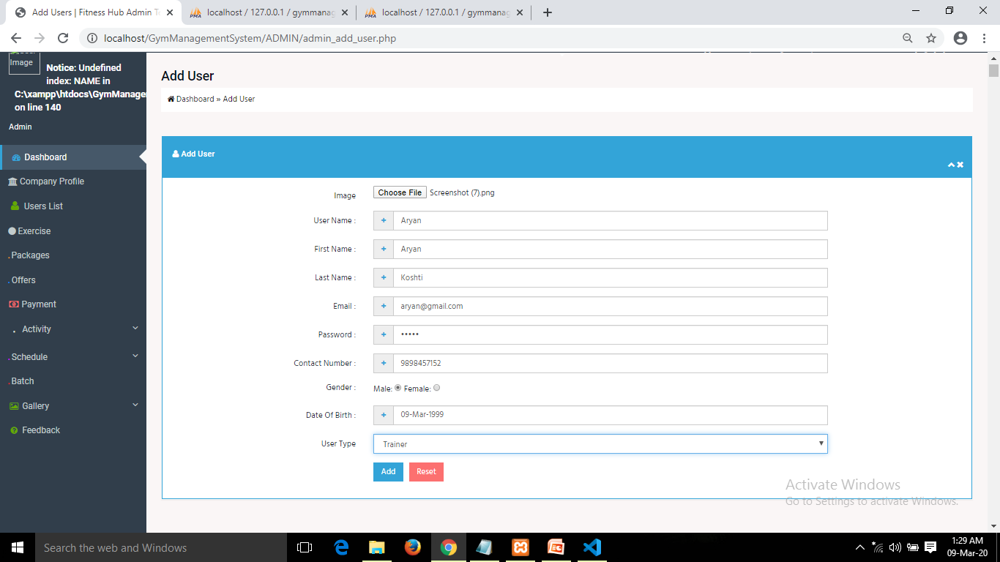 Add Users | Fitness Hub Admin Te
localhost / 127.0.0.1 / gymmanag
localhost / 127.0.0.1 / gymmanag
localhost/GymManagementSystem/ADMIN/admin_add_user.php
Image
Notice: Undefined
index: NAME in
C:\xampp\htdocs\GymManage
on line 140
Admin
Dashboard
Company Profile
Users List
Exercise
Packages
Offers
Payment
Activity
Schedule
Batch
Gallery
Feedback
Add User
Dashboard » Add User
Add User
Image Choose File Screenshot (7).png
User Name : + Aryan
First Name : + Aryan
Last Name : + Koshti
Email : + aryan@gmail.com
Password : + •••••
Contact Number : + 9898457152
Gender : Male: Female:
Date Of Birth : + 09-Mar-1999
User Type Trainer
Add Reset
Activate Windows
Go to Settings to activate Windows.
Search the web and Windows
1:29 AM
09-Mar-20